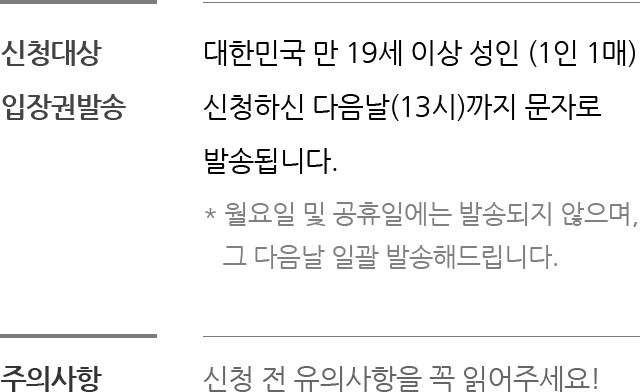 신청대상 대한민국 만 19세 이상 성인 (1인 1매)
입장권발송 신청하신 다음날(13시)까지 문자로
발송됩니다.
* 월요일 및 공휴일에는 발송되지 않으며,
그 다음날 일괄 발송해드립니다.
주의사항 신청 전 유의사항을 꼭 읽어주세요!